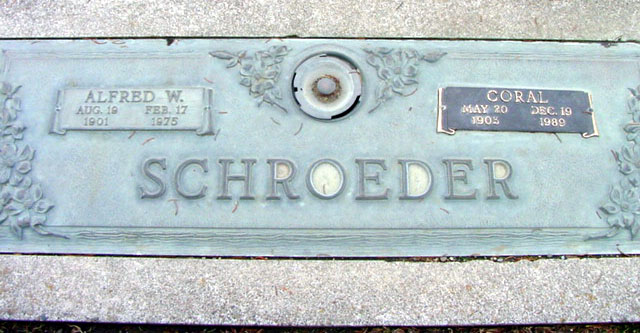 ALFRED W.
AUG. 19 FEB. 17
1901 1975
CORAL
MAY 20 DEC. 19
1903 1989
SCHROEDER